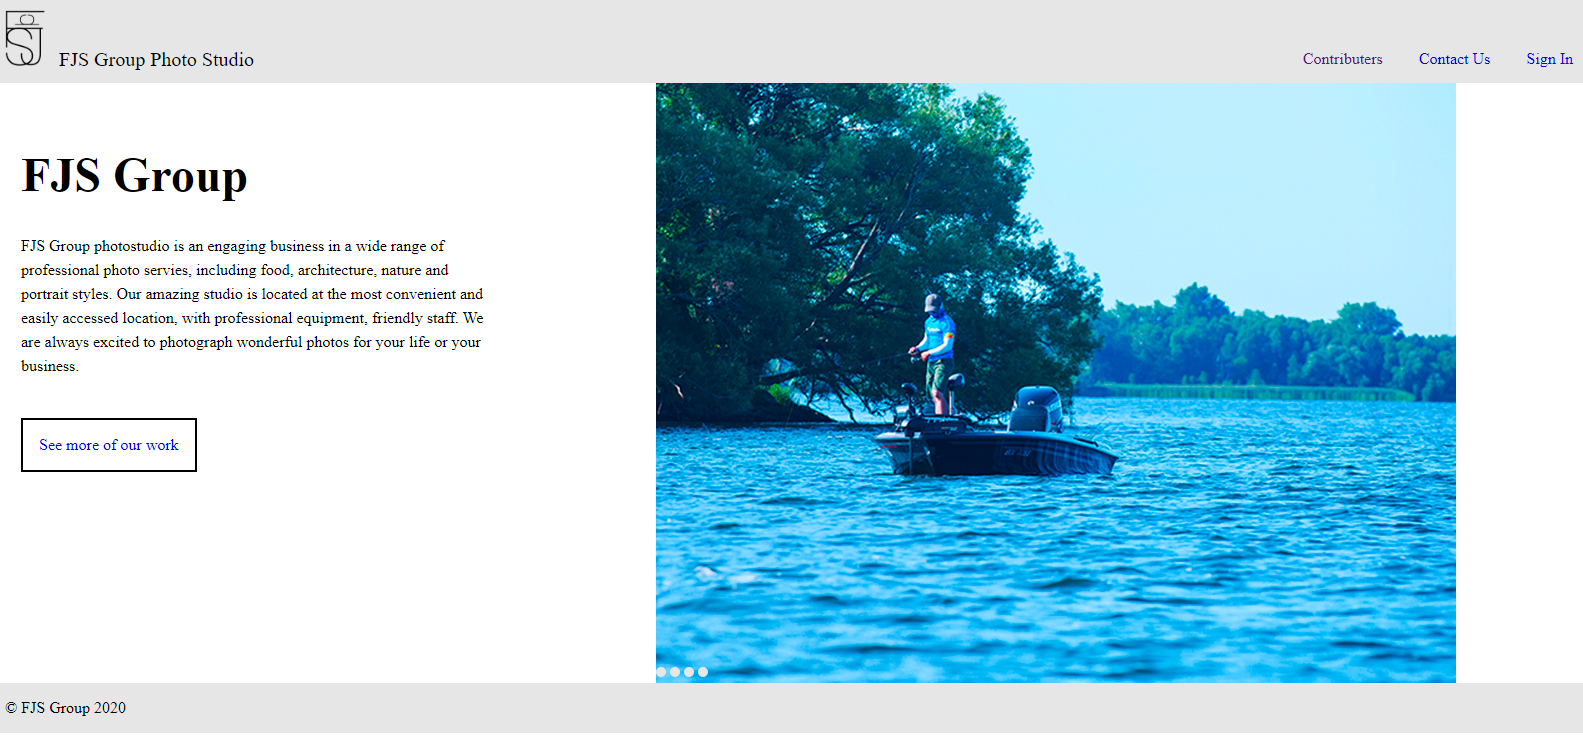 FJS Group Photo Studio
Contributers Contact Us Sign In
FJS Group
FJS Group photostudio is an engaging business in a wide range of
professional photo servies, including food, architecture, nature and
portrait styles. Our amazing studio is located at the most convenient and
easily accessed location, with professional equipment, friendly staff. We
are always excited to photograph wonderful photos for your life or your
business.
See more of our work
© FJS Group 2020